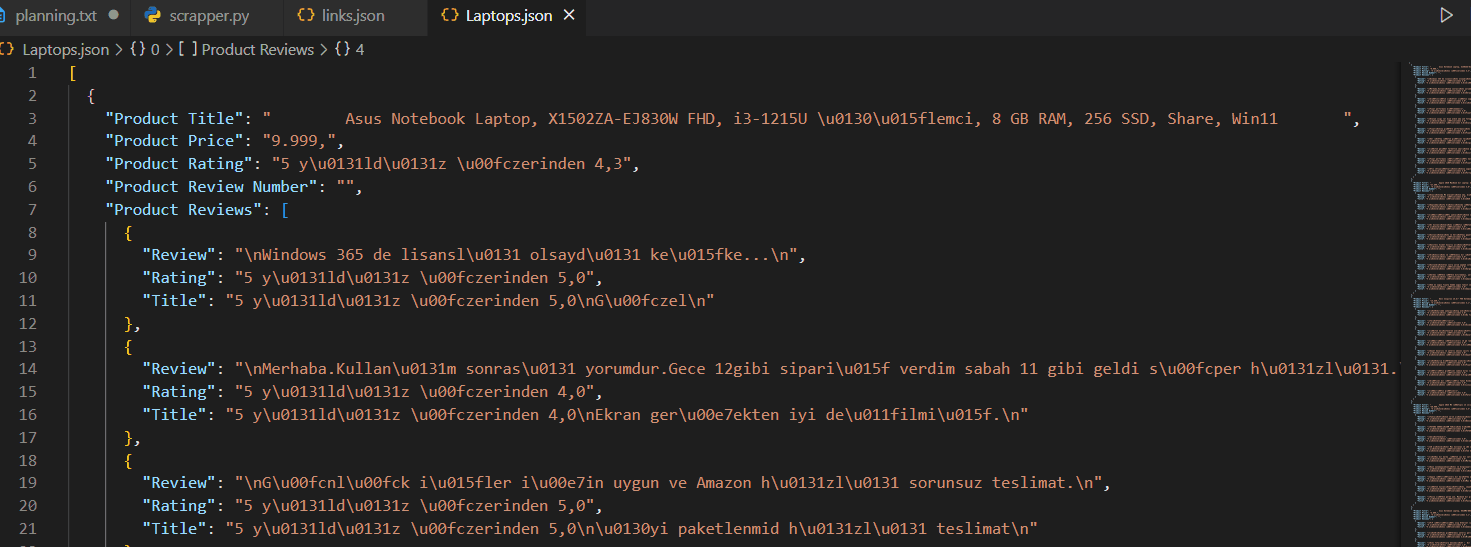 planning.txt scrapper.py {} links.json {} Laptops.json ×
{} Laptops.json > {} 0 > [ ] Product Reviews > {} 4
1 [
2 {
3 "Product Title": "        Asus Notebook Laptop, X1502ZA-EJ830W FHD, i3-1215U \u0130\u015flemci, 8 GB RAM, 256 SSD, Share, Win11       ",
4 "Product Price": "9.999,",
5 "Product Rating": "5 y\u0131ld\u0131z \u00fczerinden 4,3",
6 "Product Review Number": "",
7 "Product Reviews": [
8 {
9 "Review": "\nWindows 365 de lisansl\u0131 olsayd\u0131 ke\u015fke...\n",
10 "Rating": "5 y\u0131ld\u0131z \u00fczerinden 5,0",
11 "Title": "5 y\u0131ld\u0131z \u00fczerinden 5,0\nG\u00fczel\n"
12 },
13 {
14 "Review": "\nMerhaba.Kullan\u0131m sonras\u0131 yorumdur.Gece 12gibi sipari\u015f verdim sabah 11 gibi geldi s\u00fcper h\u0131zl\u0131.
15 "Rating": "5 y\u0131ld\u0131z \u00fczerinden 4,0",
16 "Title": "5 y\u0131ld\u0131z \u00fczerinden 4,0\nEkran ger\u00e7ekten iyi de\u011filmi\u015f.\n"
17 },
18 {
19 "Review": "\nG\u00fcnl\u00fck i\u015fler i\u00e7in uygun ve Amazon h\u0131zl\u0131 sorunsuz teslimat.\n",
20 "Rating": "5 y\u0131ld\u0131z \u00fczerinden 5,0",
21 "Title": "5 y\u0131ld\u0131z \u00fczerinden 5,0\n\u0130yi paketlenmid h\u0131zl\u0131 teslimat\n"